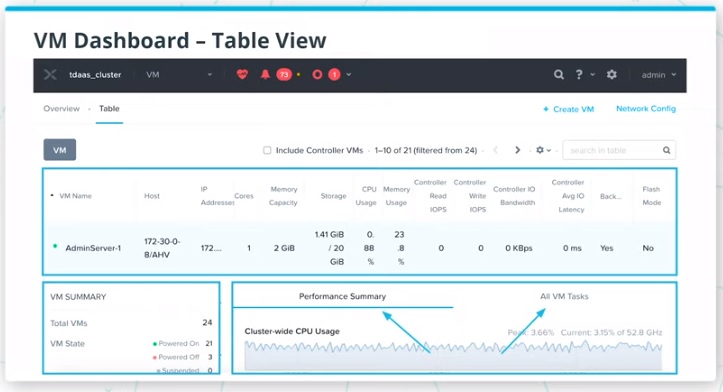 VM Dashboard – Table View
tdaas_cluster VM 73 1 ? admin
Overview · Table + Create VM Network Config
VM Include Controller VMs · 1–10 of 21 (filtered from 24) · search in table
VM Name Host IP Addresses Cores Memory Capacity Storage CPU Usage Memory Usage Controller Read IOPS Controller Write IOPS Controller IO Bandwidth Controller Avg IO Latency Back... Flash Mode
AdminServer-1 172-30-0-8/AHV 172.... 1 2 GiB 1.41 GiB / 20 GiB 0.88 % 23.8 % 0 0 0 KBps 0 ms Yes No
VM SUMMARY
Total VMs 24
VM State Powered On 21
Powered Off 3
Suspended 0
Performance Summary All VM Tasks
Cluster-wide CPU Usage Peak: 3.66% Current: 3.15% of 52.8 GHz